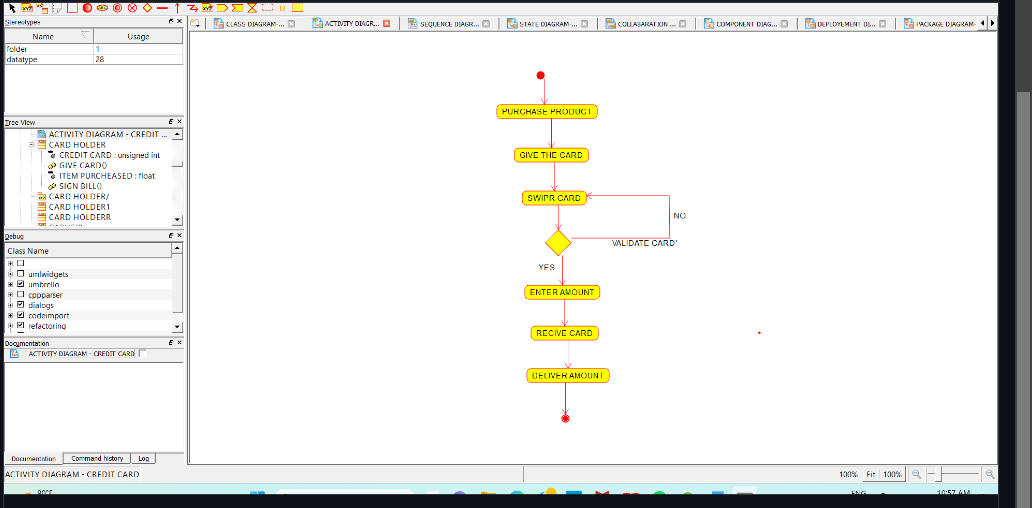 CLASS DIAGRAM-...
ACTIVITY DIAGR...
SEQUENCE DIAGR...
STATE DIAGRAM-...
COLLABARATION ...
COMPONENT DIAG...
DEPLOYEMENT DI...
PACKAGE DIAGRAM-
Stereotypes
Name Usage
folder 1
datatype 28
Tree View
ACTIVITY DIAGRAM - CREDIT ...
CARD HOLDER
CREDIT CARD : unsigned int
GIVE CARD()
ITEM PURCHEASED : float
SIGN BILL()
CARD HOLDER/
CARD HOLDER1
CARD HOLDERR
Debug
Class Name
umlwidgets
umbrello
cppparser
dialogs
codeimport
refactoring
Documentation
ACTIVITY DIAGRAM - CREDIT CARD
Documentation Command history Log
ACTIVITY DIAGRAM - CREDIT CARD
PURCHASE PRODUCT
GIVE THE CARD
SWIPR CARD
NO
VALIDATE CARD'
YES
ENTER AMOUNT
RECIVE CARD
DELIVER AMOUNT
100% Fit 100%
90°F
ENG
10:57 AM